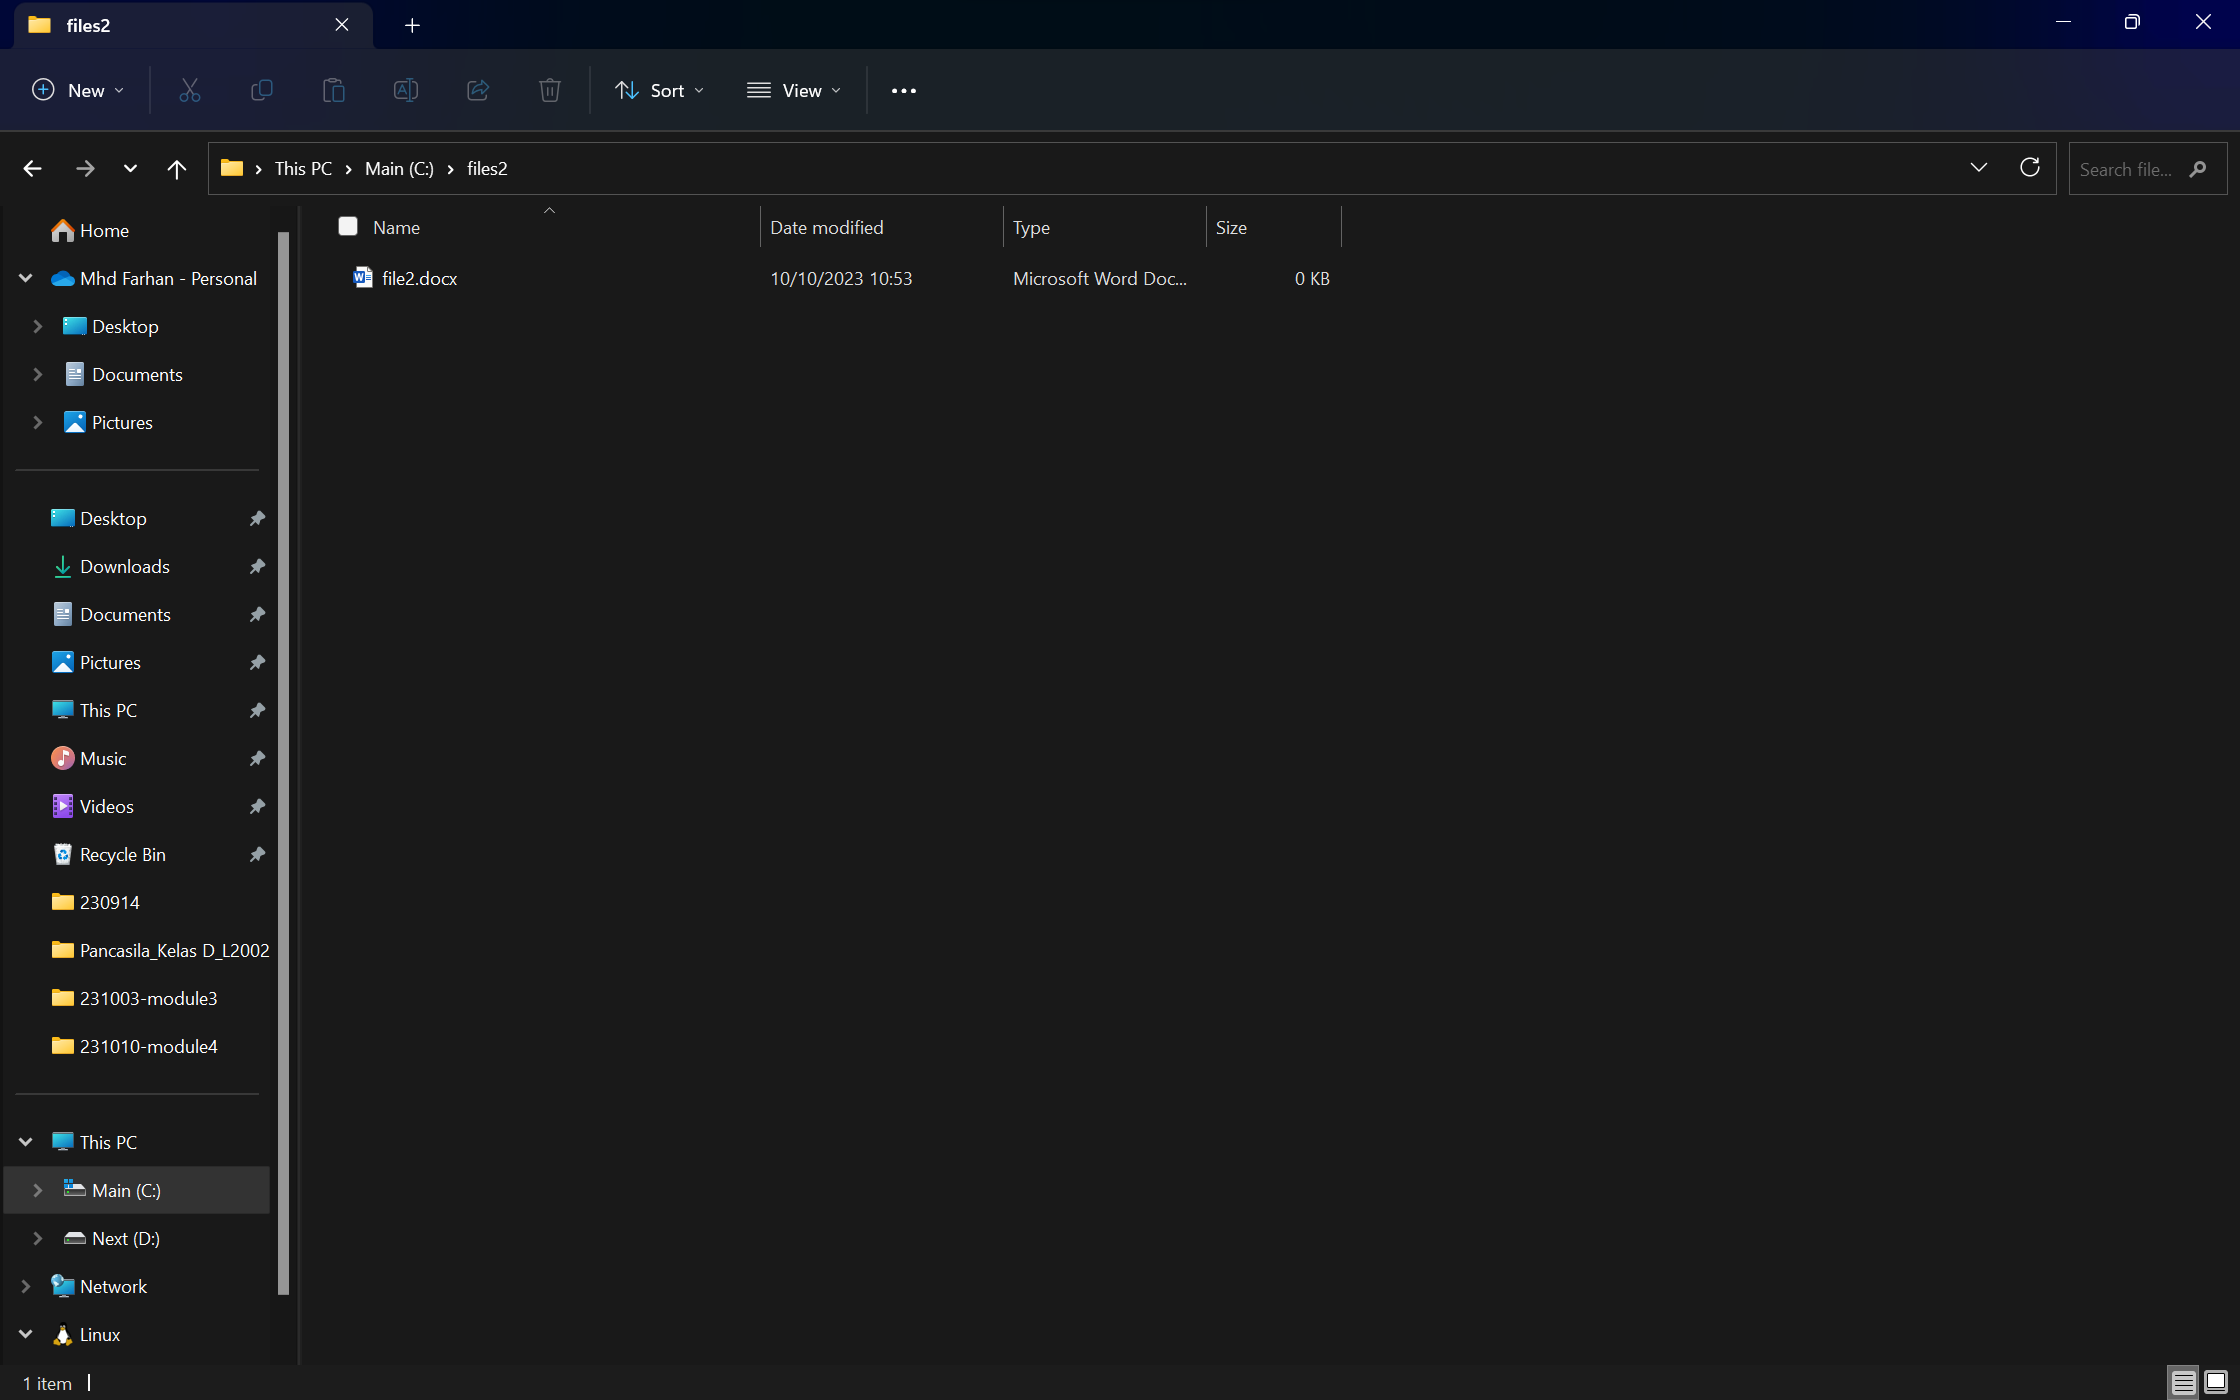 files2
New
Sort
View
This PC
Main (C:)
files2
Search file...
Home
Mhd Farhan - Personal
Desktop
Documents
Pictures
Desktop
Downloads
Documents
Pictures
This PC
Music
Videos
Recycle Bin
230914
Pancasila_Kelas D_L2002
231003-module3
231010-module4
This PC
Main (C:)
Next (D:)
Network
Linux
Name Date modified Type Size
file2.docx 10/10/2023 10:53 Microsoft Word Doc... 0 KB
1 item